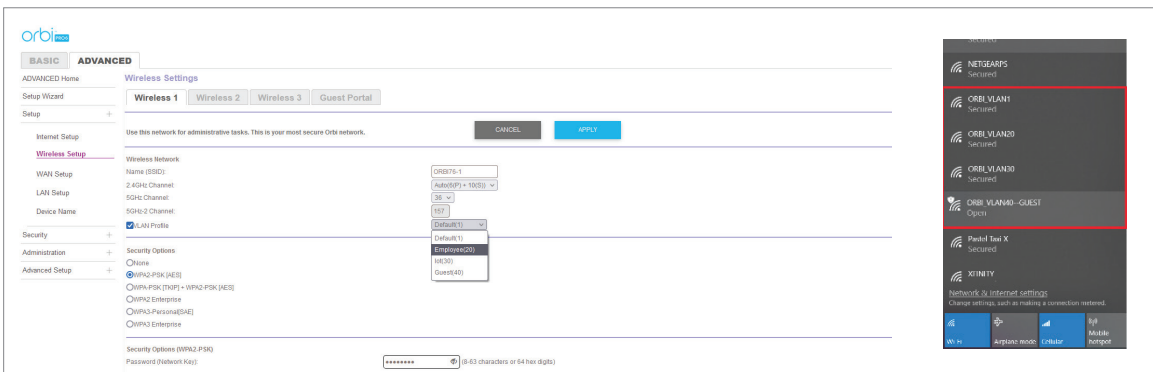 orbi PRO6
BASIC ADVANCED
ADVANCED Home
Setup Wizard
Setup +
Internet Setup
Wireless Setup
WAN Setup
LAN Setup
Device Name
Security +
Administration +
Advanced Setup +
Wireless Settings
Wireless 1 Wireless 2 Wireless 3 Guest Portal
Use this network for administrative tasks. This is your most secure Orbi network.
CANCEL APPLY
Wireless Network
Name (SSID): ORBI76-1
2.4GHz Channel: Auto(6(P) + 10(S))
5GHz Channel: 36
5GHz-2 Channel: 157
VLAN Profile Default(1)
Default(1)
Employee(20)
Iot(30)
Guest(40)
Security Options
None
WPA2-PSK [AES]
WPA-PSK [TKIP] + WPA2-PSK [AES]
WPA2 Enterprise
WPA3-Personal[SAE]
WPA3 Enterprise
Security Options (WPA2-PSK)
Password (Network Key): •••••••• (8-63 characters or 64 hex digits)
Secured
NETGEARPS
Secured
ORBI_VLAN1
Secured
ORBI_VLAN20
Secured
ORBI_VLAN30
Secured
ORBI_VLAN40--GUEST
Open
Pastel Taxi X
Secured
XFINITY
Network & Internet settings
Change settings, such as making a connection metered.
Wi-Fi
Airplane mode
Cellular
Mobile
hotspot